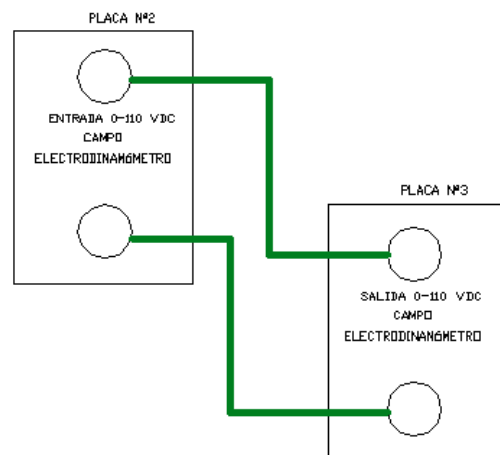 PLACA Nº2
ENTRADA 0-110 VDC
CAMPO
ELECTRODINAMÓMETRO
PLACA Nº3
SALIDA 0-110 VDC
CAMPO
ELECTRODINAMÓMETRO